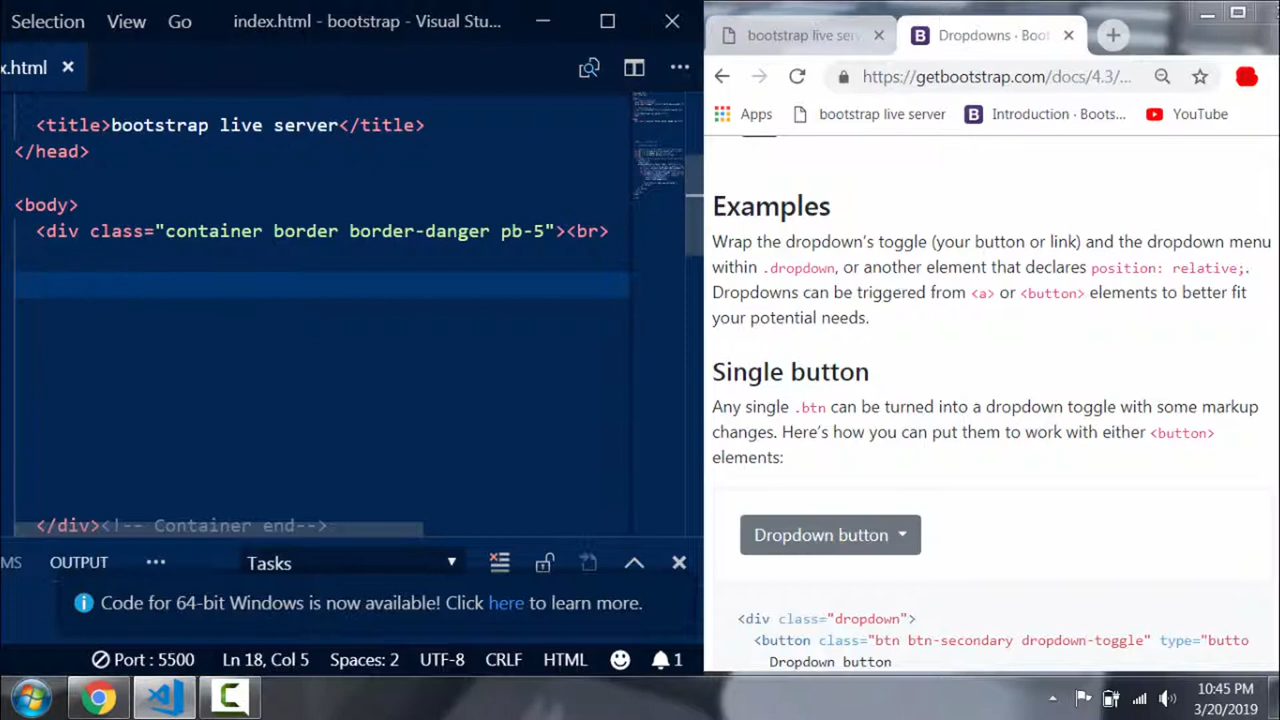 Selection View Go index.html - bootstrap - Visual Stu...
x.html
<title>bootstrap live server</title>
</head>
<body>
<div class="container border border-danger pb-5"><br>
</div><!-- Container end-->
MS OUTPUT ... Tasks
Code for 64-bit Windows is now available! Click here to learn more.
Port : 5500 Ln 18, Col 5 Spaces: 2 UTF-8 CRLF HTML 1
bootstrap live serv
Dropdowns · Boot
https://getbootstrap.com/docs/4.3/...
Apps bootstrap live server Introduction · Boots... YouTube
Examples
Wrap the dropdown's toggle (your button or link) and the dropdown menu
within .dropdown, or another element that declares position: relative;.
Dropdowns can be triggered from <a> or <button> elements to better fit
your potential needs.
Single button
Any single .btn can be turned into a dropdown toggle with some markup
changes. Here's how you can put them to work with either <button>
elements:
Dropdown button
<div class="dropdown">
<button class="btn btn-secondary dropdown-toggle" type="butto
Dropdown button
10:45 PM
3/20/2019